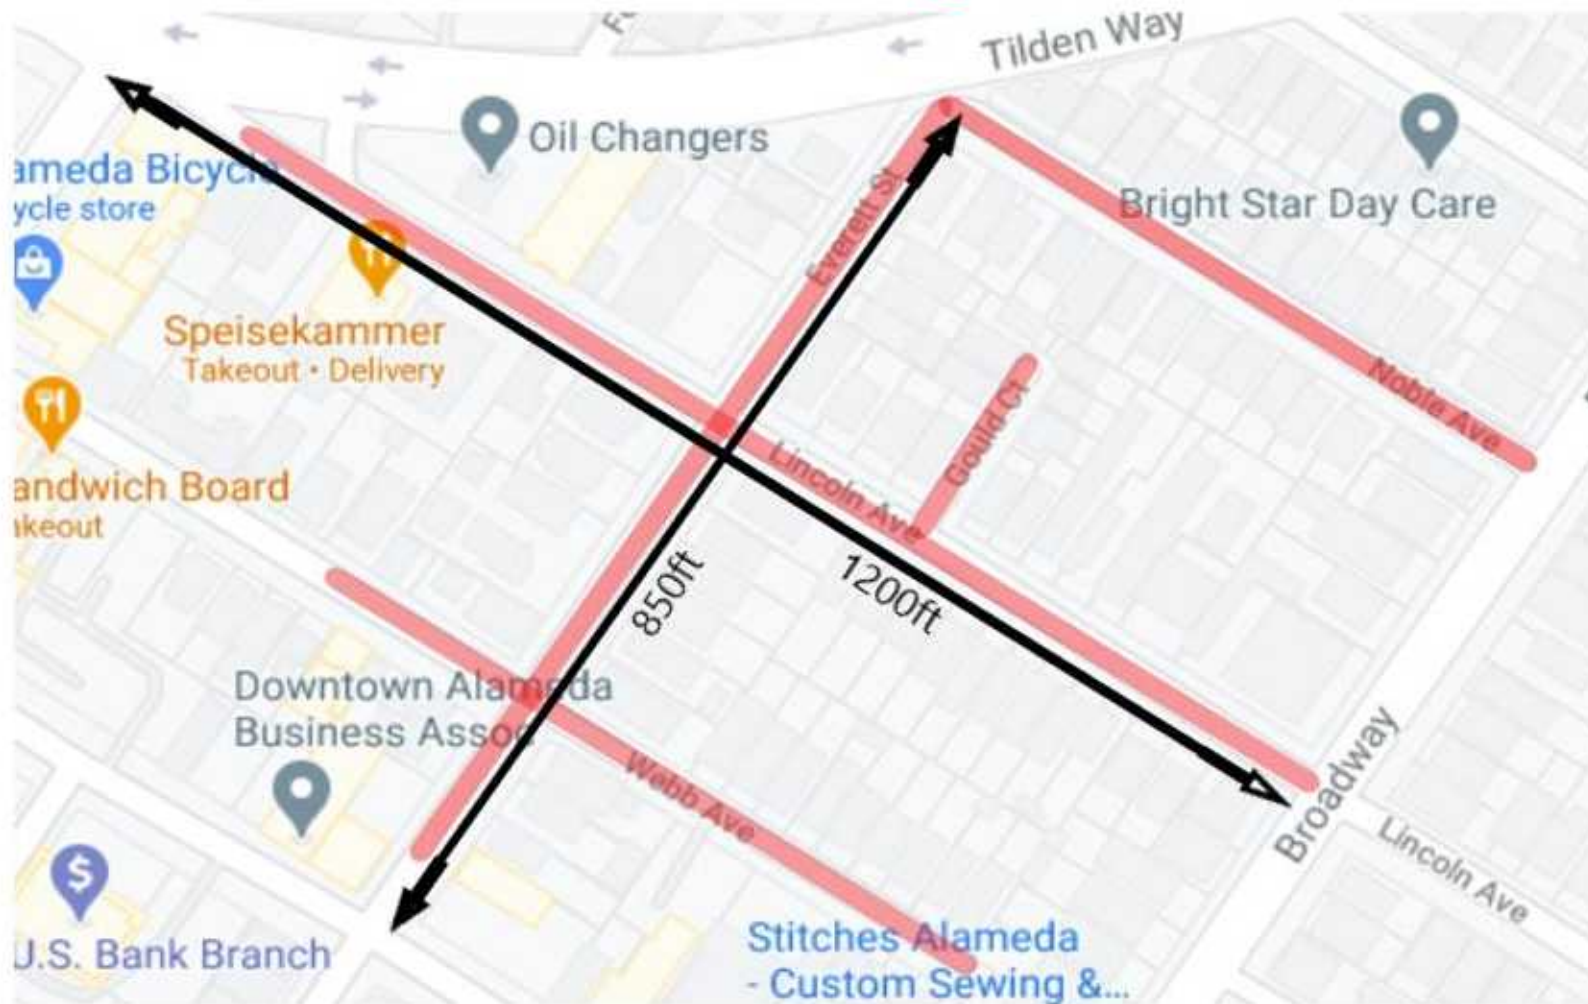 Tilden Way
Oil Changers
ameda Bicycle
ycle store
Everett St
Bright Star Day Care
Speisekammer
Takeout • Delivery
Noble Ave
Gould Ct
Lincoln Ave
andwich Board
akeout
850ft
1200ft
Downtown Alameda
Business Assoc
Webb Ave
Broadway
Lincoln Ave
$
U.S. Bank Branch
Stitches Alameda
- Custom Sewing &...